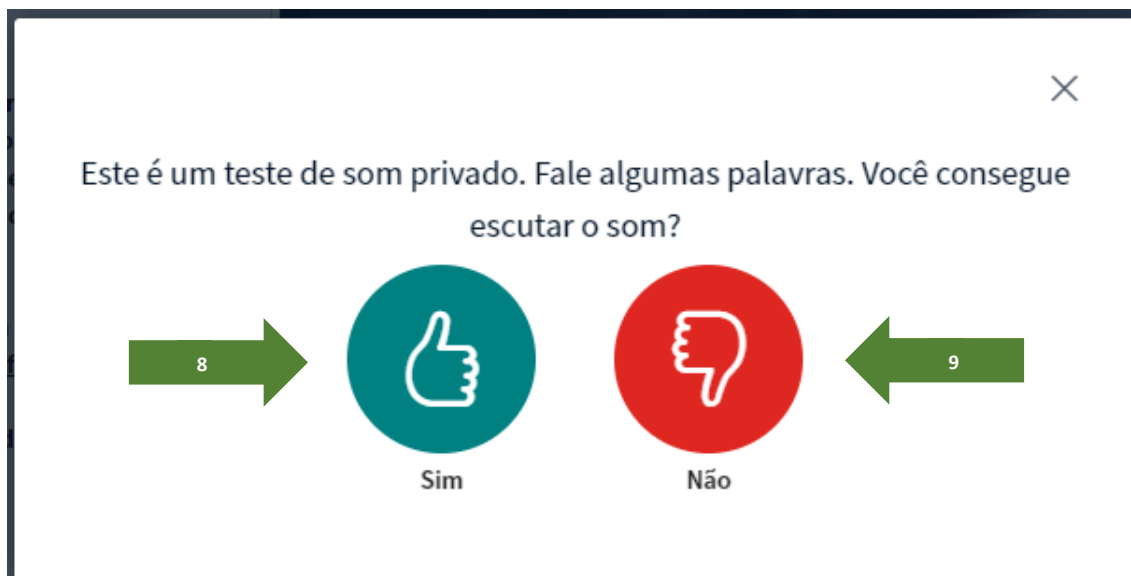 Este é um teste de som privado. Fale algumas palavras. Você consegue
escutar o som?
8
9
Sim
Não